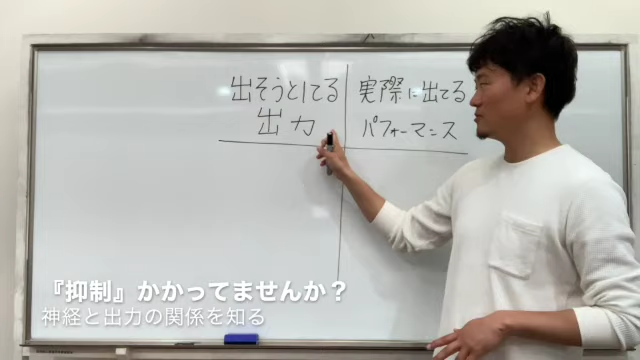 出そうとしてる
出力
実際に出てる
パフォーマンス
『抑制』かかってませんか？
神経と出力の関係を知る